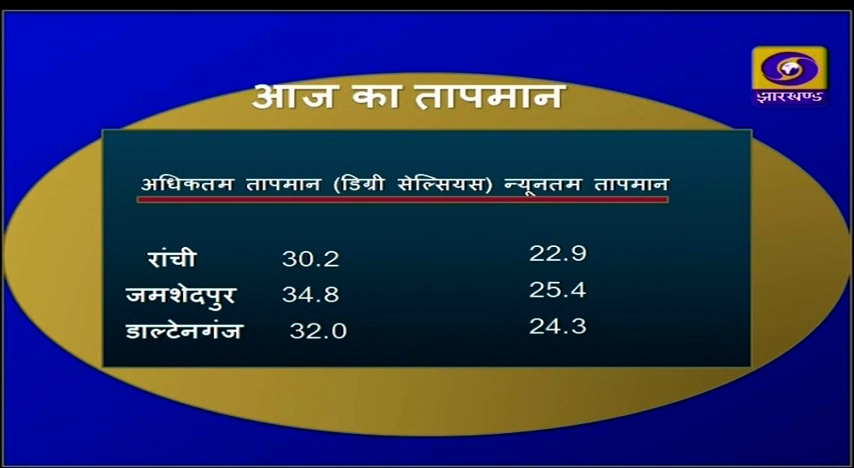 झारखण्ड
आज का तापमान
अधिकतम तापमान (डिग्री सेल्सियस) न्यूनतम तापमान
रांची 30.2 22.9
जमशेदपुर 34.8 25.4
डाल्टेनगंज 32.0 24.3